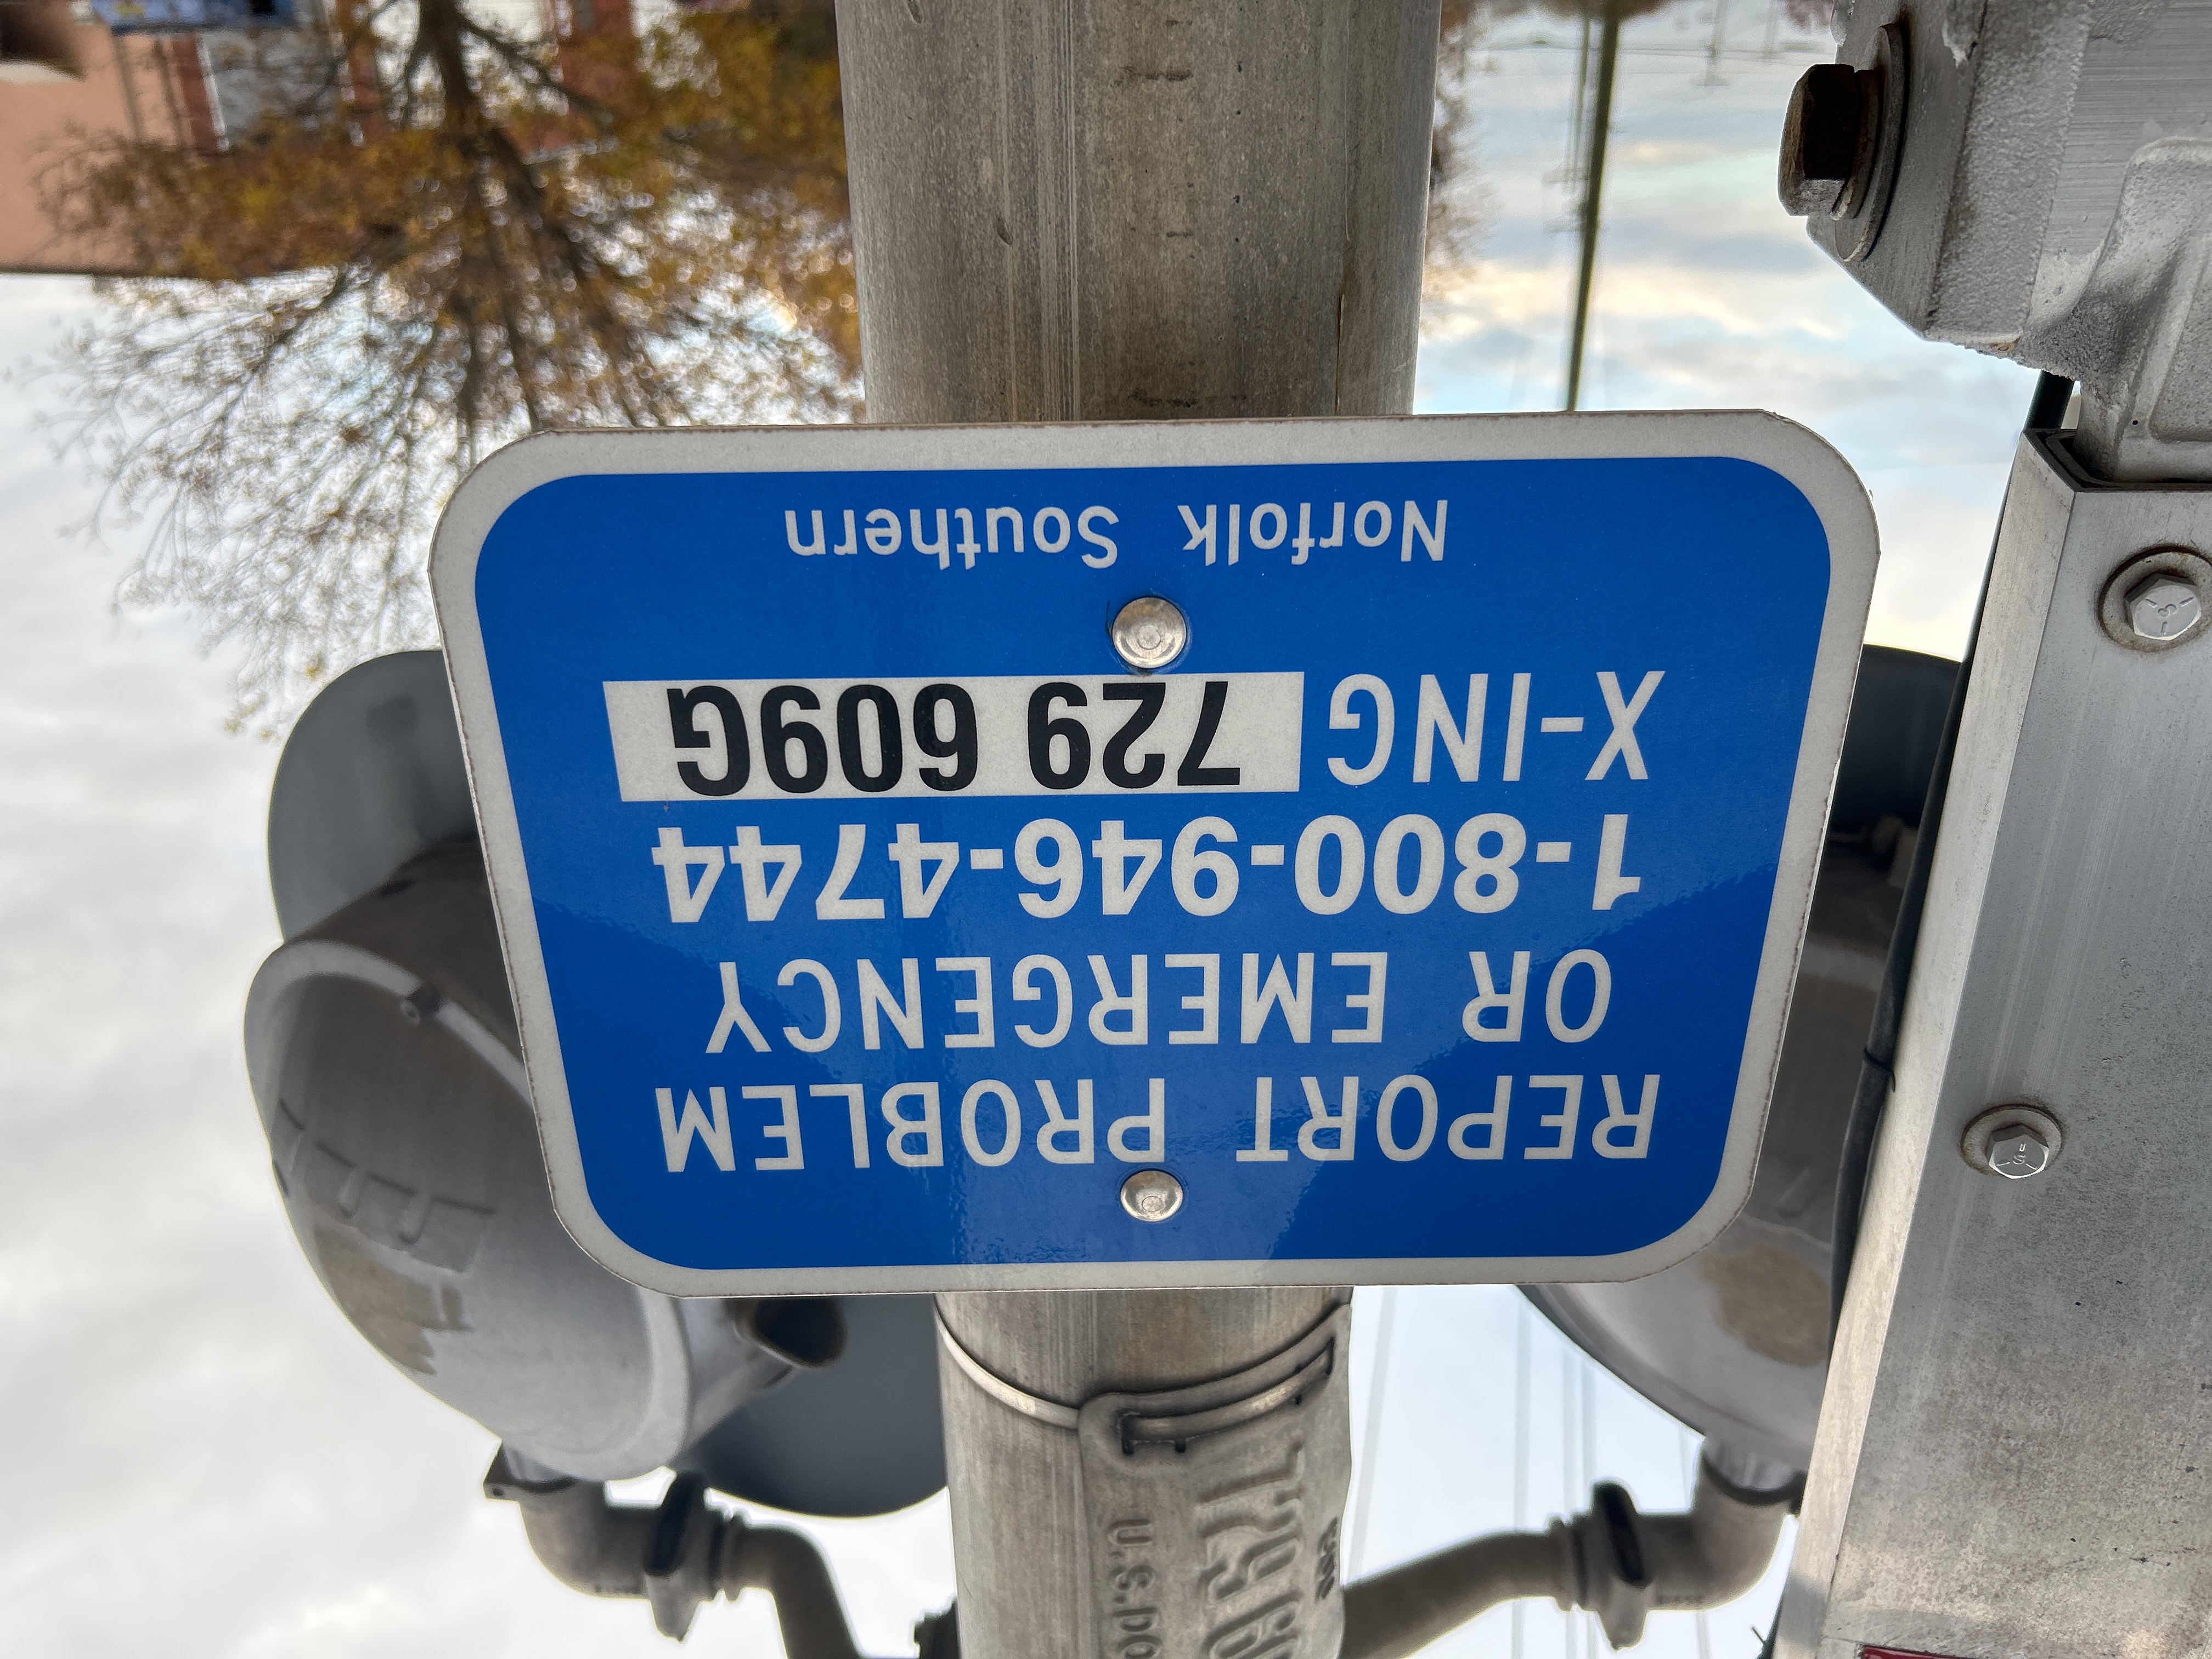 REPORT PROBLEM
OR EMERGENCY
1-800-946-4744
X-ING 729 609G
Norfolk Southern